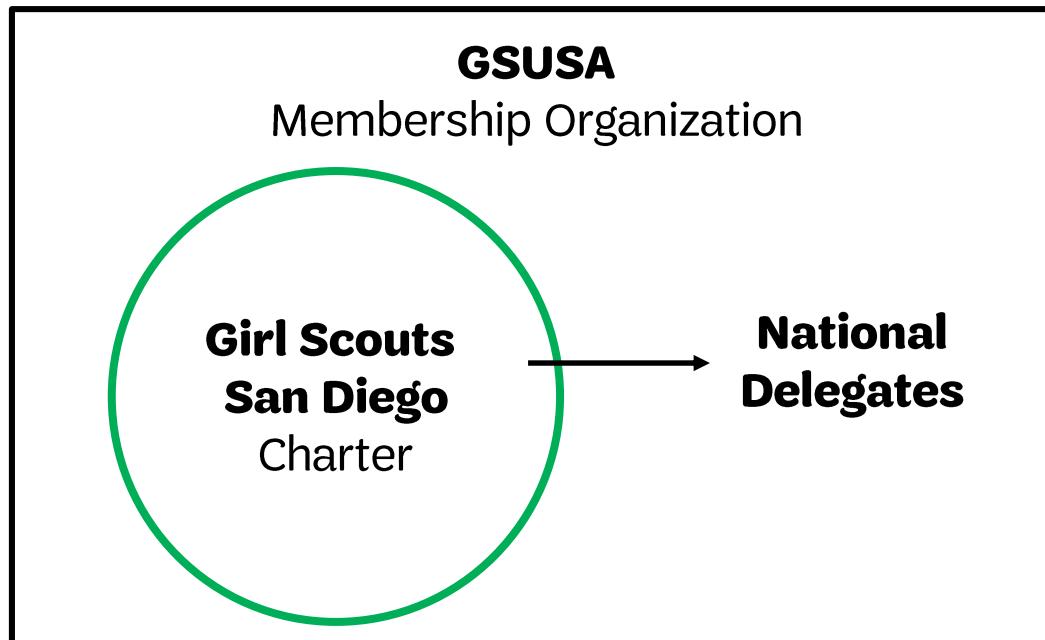 GSUSA
Membership Organization
Girl Scouts
San Diego
Charter
National
Delegates